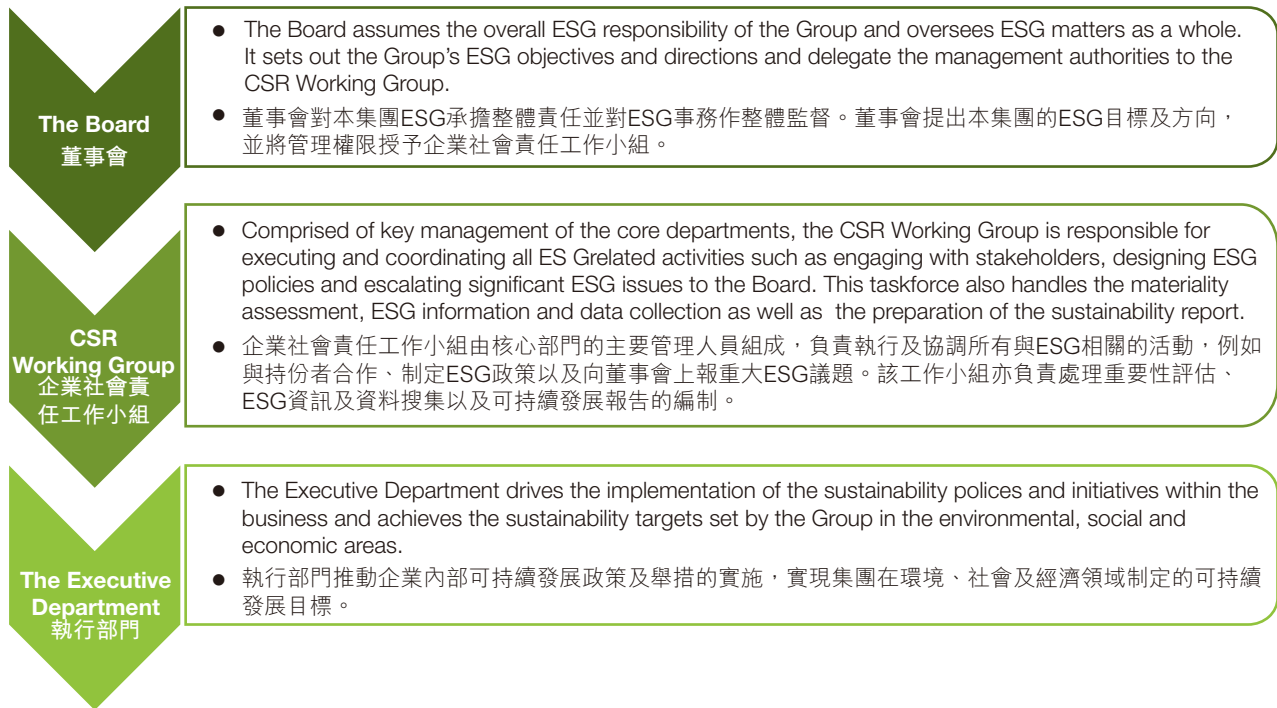 The Board
董事會
● The Board assumes the overall ESG responsibility of the Group and oversees ESG matters as a whole.
It sets out the Group's ESG objectives and directions and delegate the management authorities to the
CSR Working Group.
● 董事會對本集團ESG承擔整體責任並對ESG事務作整體監督。董事會提出本集團的ESG目標及方向，
並將管理權限授予企業社會責任工作小組。
CSR
Working Group
企業社會責
任工作小組
● Comprised of key management of the core departments, the CSR Working Group is responsible for
executing and coordinating all ES Grelated activities such as engaging with stakeholders, designing ESG
policies and escalating significant ESG issues to the Board. This taskforce also handles the materiality
assessment, ESG information and data collection as well as the preparation of the sustainability report.
● 企業社會責任工作小組由核心部門的主要管理人員組成，負責執行及協調所有與ESG相關的活動，例如
與持份者合作、制定ESG政策以及向董事會上報重大ESG議題。該工作小組亦負責處理重要性評估、
ESG資訊及資料搜集以及可持續發展報告的編制。
The Executive
Department
執行部門
● The Executive Department drives the implementation of the sustainability polices and initiatives within the
business and achieves the sustainability targets set by the Group in the environmental, social and
economic areas.
● 執行部門推動企業內部可持續發展政策及舉措的實施，實現集團在環境、社會及經濟領域制定的可持續
發展目標。